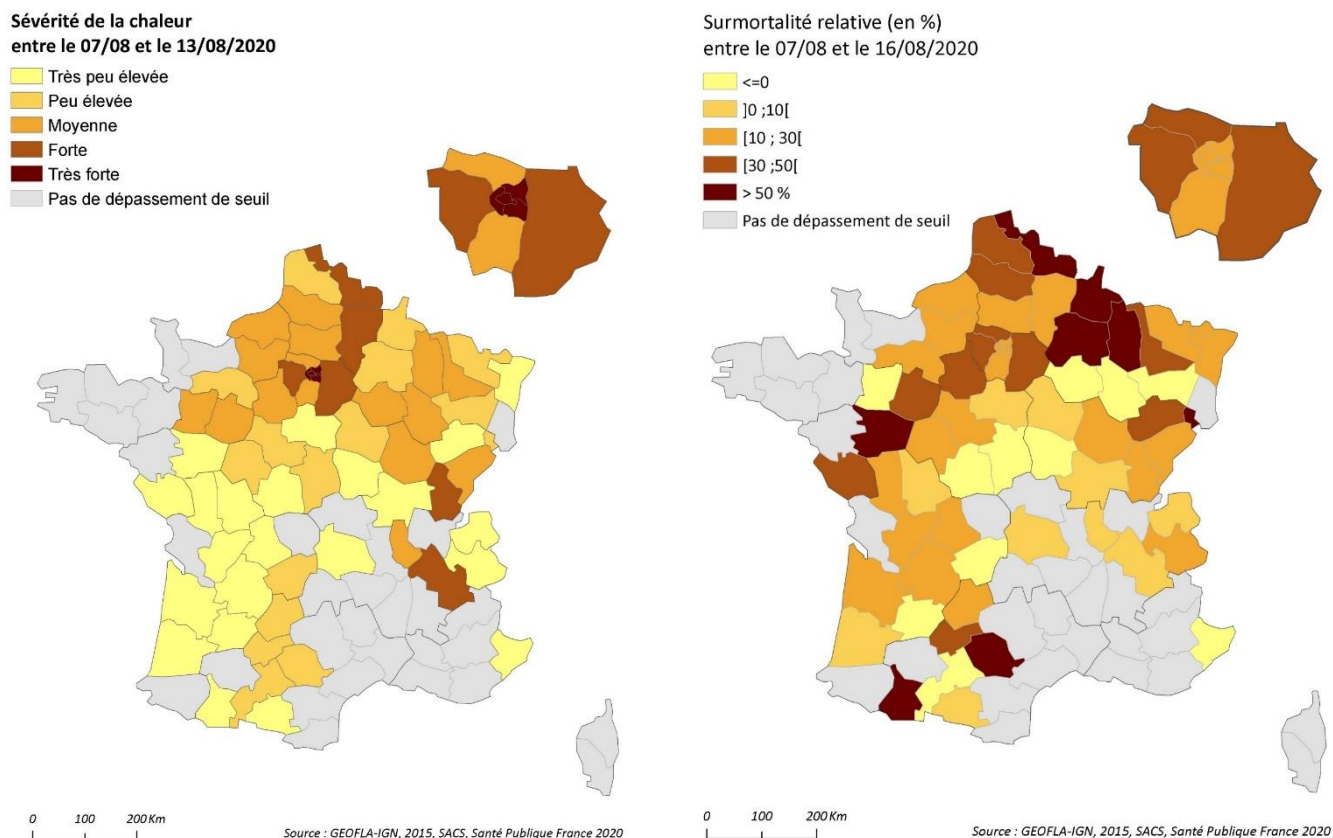 Sévérité de la chaleur
entre le 07/08 et le 13/08/2020
Très peu élevée
Peu élevée
Moyenne
Forte
Très forte
Pas de dépassement de seuil
0 100 200 Km
Source : GEOFLA-IGN, 2015, SACS, Santé Publique France 2020
Surmortalité relative (en %)
entre le 07/08 et le 16/08/2020
<=0
]0 ;10[
[10 ; 30[
[30 ;50[
> 50 %
Pas de dépassement de seuil
0 100 200 Km
Source : GEOFLA-IGN, 2015, SACS, Santé Publique France 2020